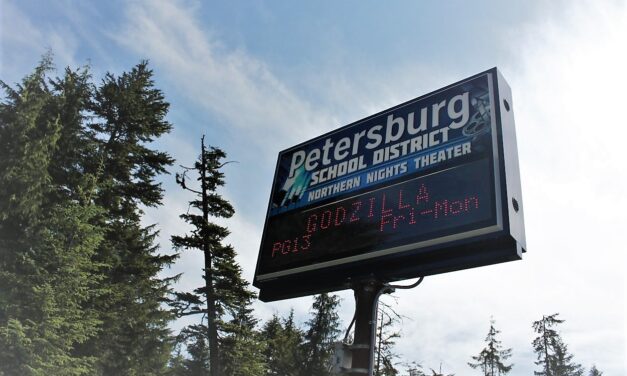 Petersburg
SCHOOL DISTRICT
NORTHERN NIGHTS THEATER
GODZILLA
PG13 Fri-Mon